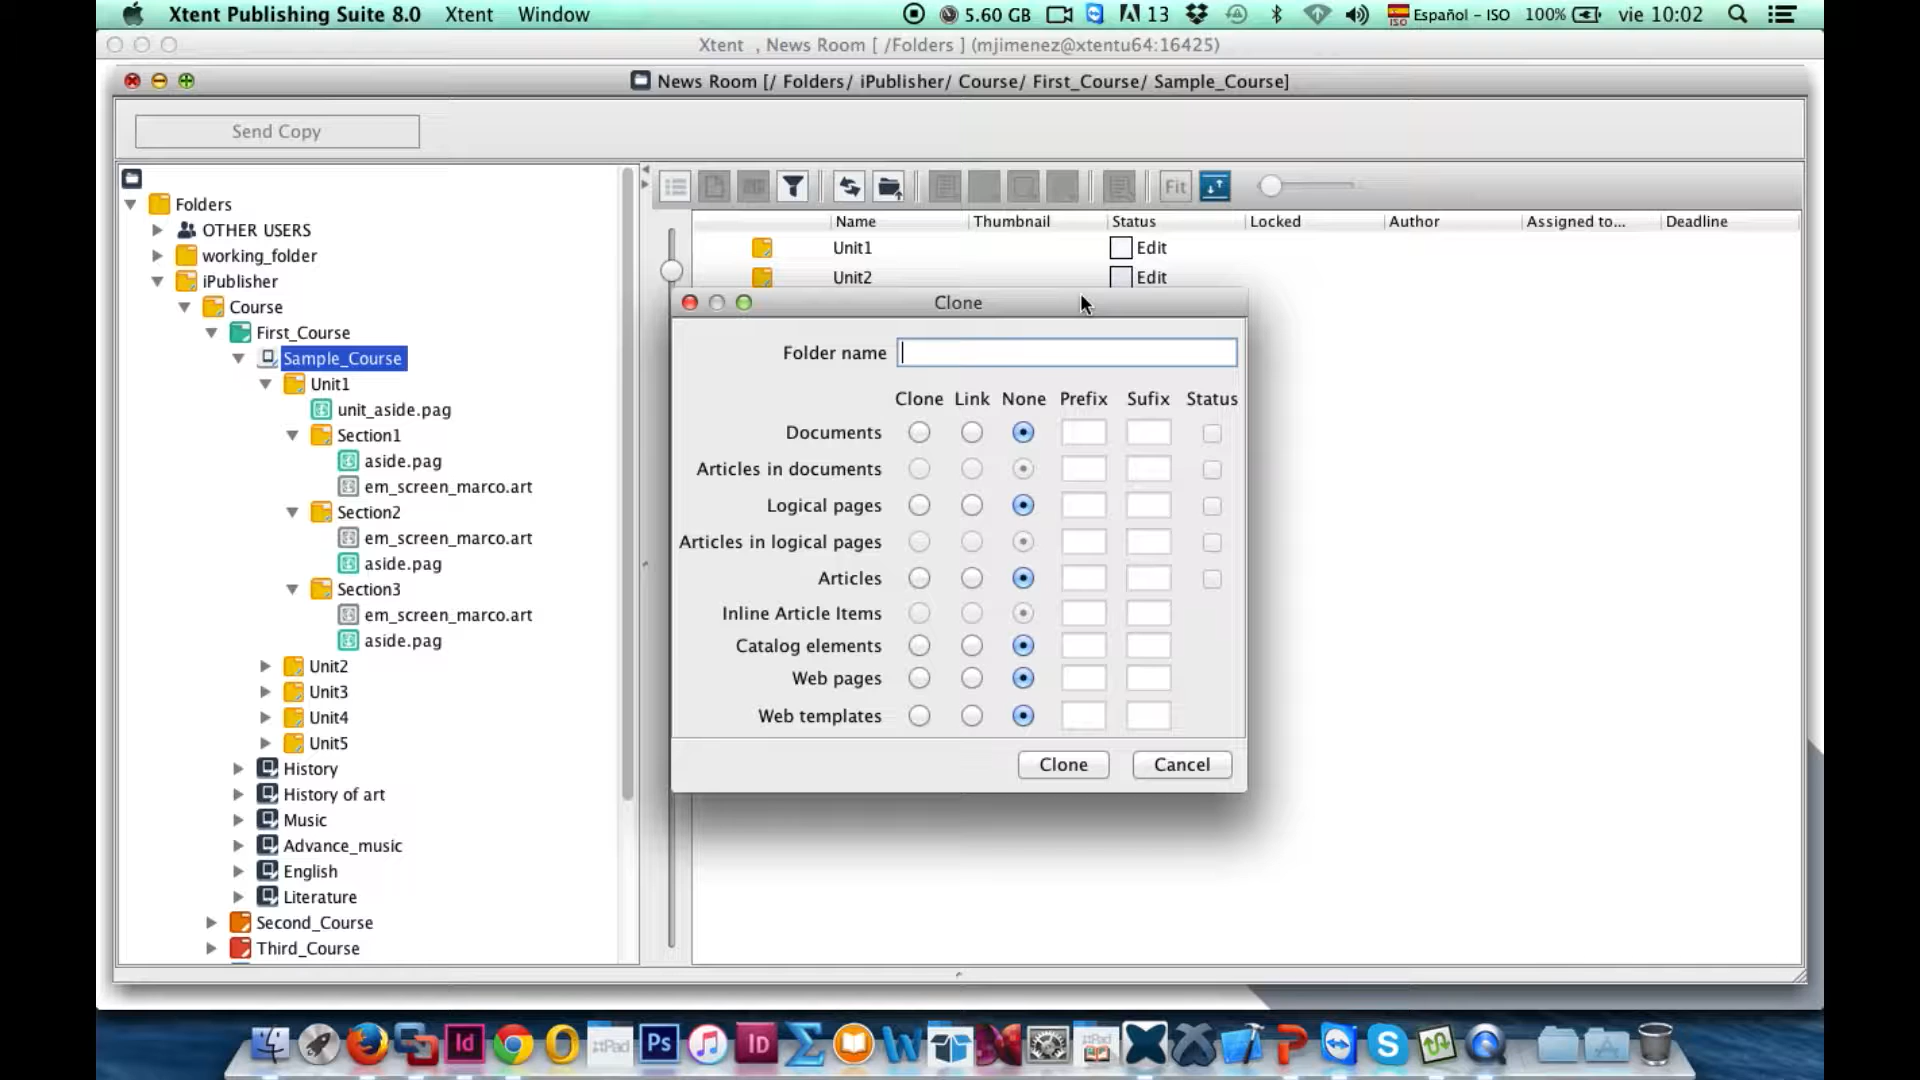 Xtent Publishing Suite 8.0 Xtent Window 5.60 GB 13 ISO Español - ISO 100% vie 10:02
Xtent , News Room [ /Folders ] (mjimenez@xtentu64:16425)
News Room [/ Folders/ iPublisher/ Course/ First_Course/ Sample_Course]
Send Copy
Fit
Folders
OTHER USERS
working_folder
iPublisher
Course
First_Course
Sample_Course
Unit1
unit_aside.pag
Section1
aside.pag
em_screen_marco.art
Section2
em_screen_marco.art
aside.pag
Section3
em_screen_marco.art
aside.pag
Unit2
Unit3
Unit4
Unit5
History
History of art
Music
Advance_music
English
Literature
Second_Course
Third_Course
Name Thumbnail Status Locked Author Assigned to... Deadline
Unit1 Edit
Unit2 Edit
Clone
Folder name
Clone Link None Prefix Sufix Status
Documents
Articles in documents
Logical pages
Articles in logical pages
Articles
Inline Article Items
Catalog elements
Web pages
Web templates
Clone Cancel
Id Ps ID